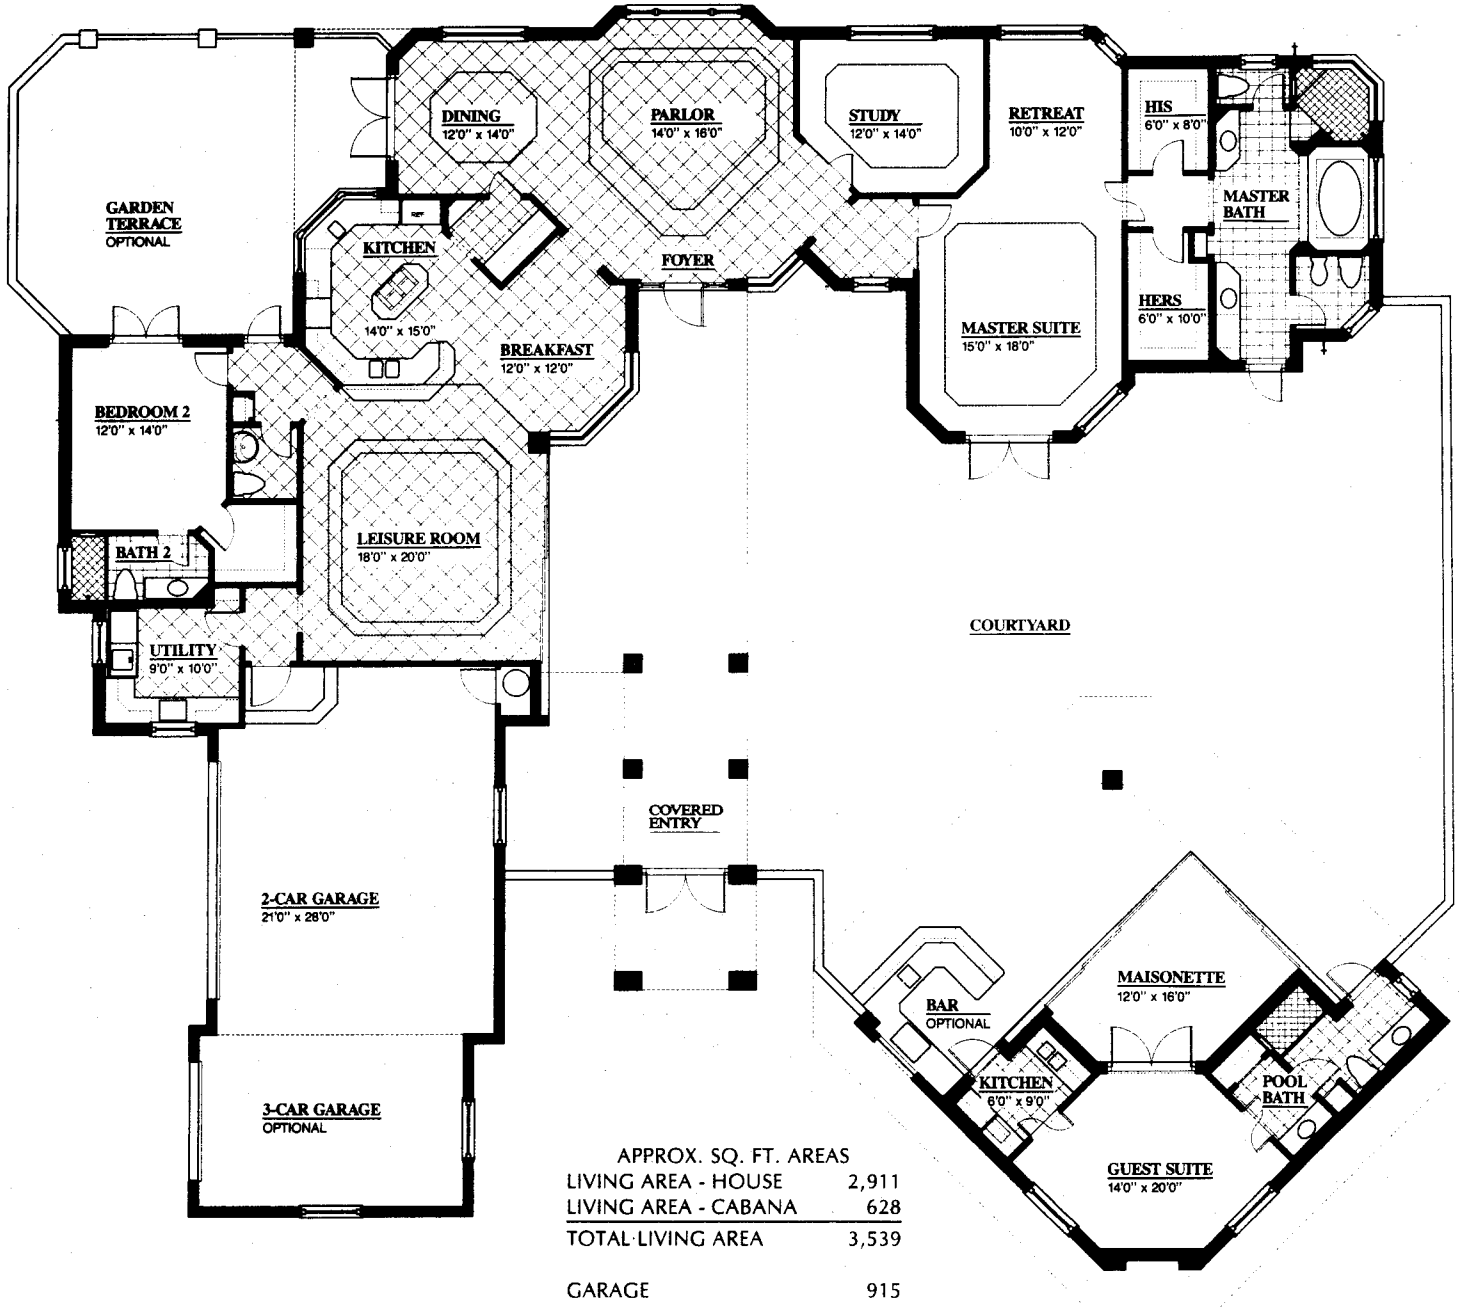 DINING
12'0" x 14'0"
PARLOR
14'0" x 16'0"
STUDY
12'0" x 14'0"
RETREAT
10'0" x 12'0"
HIS
6'0" x 8'0"
MASTER
BATH
GARDEN
TERRACE
OPTIONAL
REF
KITCHEN
14'0" x 15'0"
FOYER
HERS
6'0" x 10'0"
MASTER SUITE
15'0" x 18'0"
BREAKFAST
12'0" x 12'0"
BEDROOM 2
12'0" x 14'0"
LEISURE ROOM
18'0" x 20'0"
BATH 2
COURTYARD
UTILITY
9'0" x 10'0"
COVERED
ENTRY
2-CAR GARAGE
21'0" x 28'0"
MAISONETTE
12'0" x 16'0"
BAR
OPTIONAL
KITCHEN
6'0" x 9'0"
POOL
BATH
3-CAR GARAGE
OPTIONAL
GUEST SUITE
14'0" x 20'0"
APPROX. SQ. FT. AREAS
LIVING AREA - HOUSE 2,911
LIVING AREA - CABANA 628
TOTAL LIVING AREA 3,539
GARAGE 915